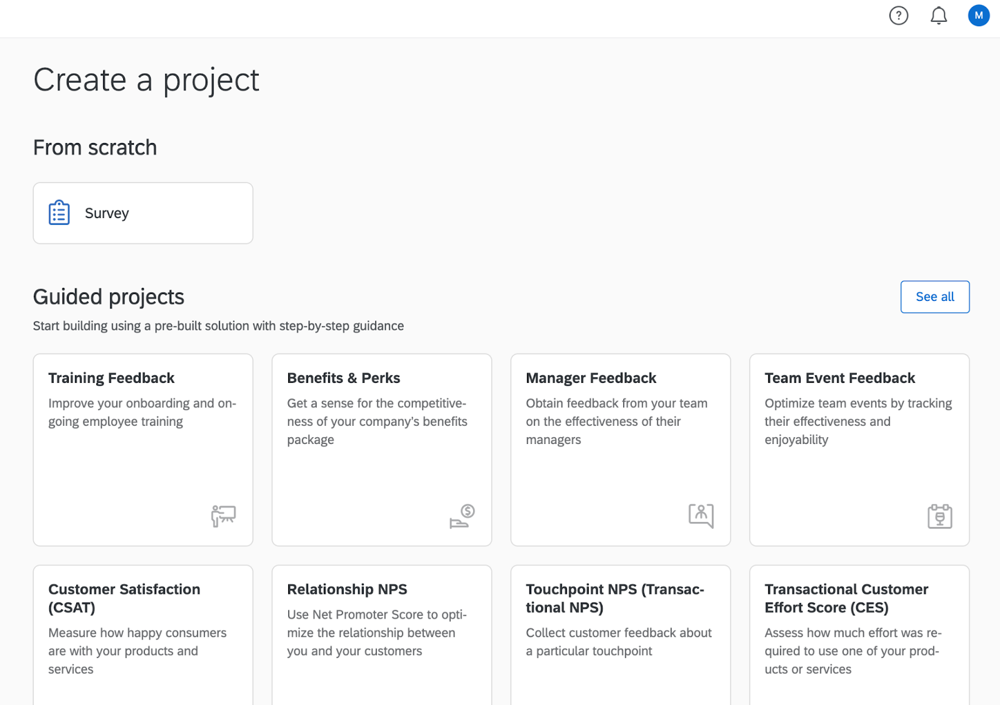 ?
M
Create a project
From scratch
Survey
Guided projects
See all
Start building using a pre-built solution with step-by-step guidance
Training Feedback
Improve your onboarding and on-
going employee training
Benefits & Perks
Get a sense for the competitive-
ness of your company’s benefits
package
$
Manager Feedback
Obtain feedback from your team
on the effectiveness of their
managers
Team Event Feedback
Optimize team events by tracking
their effectiveness and
enjoyability
Customer Satisfaction
(CSAT)
Measure how happy consumers
are with your products and
services
Relationship NPS
Use Net Promoter Score to opti-
mize the relationship between
you and your customers
Touchpoint NPS (Transac-
tional NPS)
Collect customer feedback about
a particular touchpoint
Transactional Customer
Effort Score (CES)
Assess how much effort was re-
quired to use one of your prod-
ucts or services